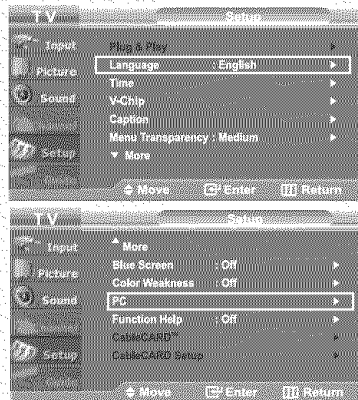 T V
Setup
Input
Picture
Sound
Channel
Setup
Plug & Play
Language : English
Time
V-Chip
Caption
Menu Transparency : Medium
▼ More
Move Enter Return
T V
Setup
Input
Picture
Sound
Channel
Setup
▲ More
Blue Screen : Off
Color Weakness : Off
PC
Function Help : Off
CableCARD™
CableCARD Setup
Move Enter Return